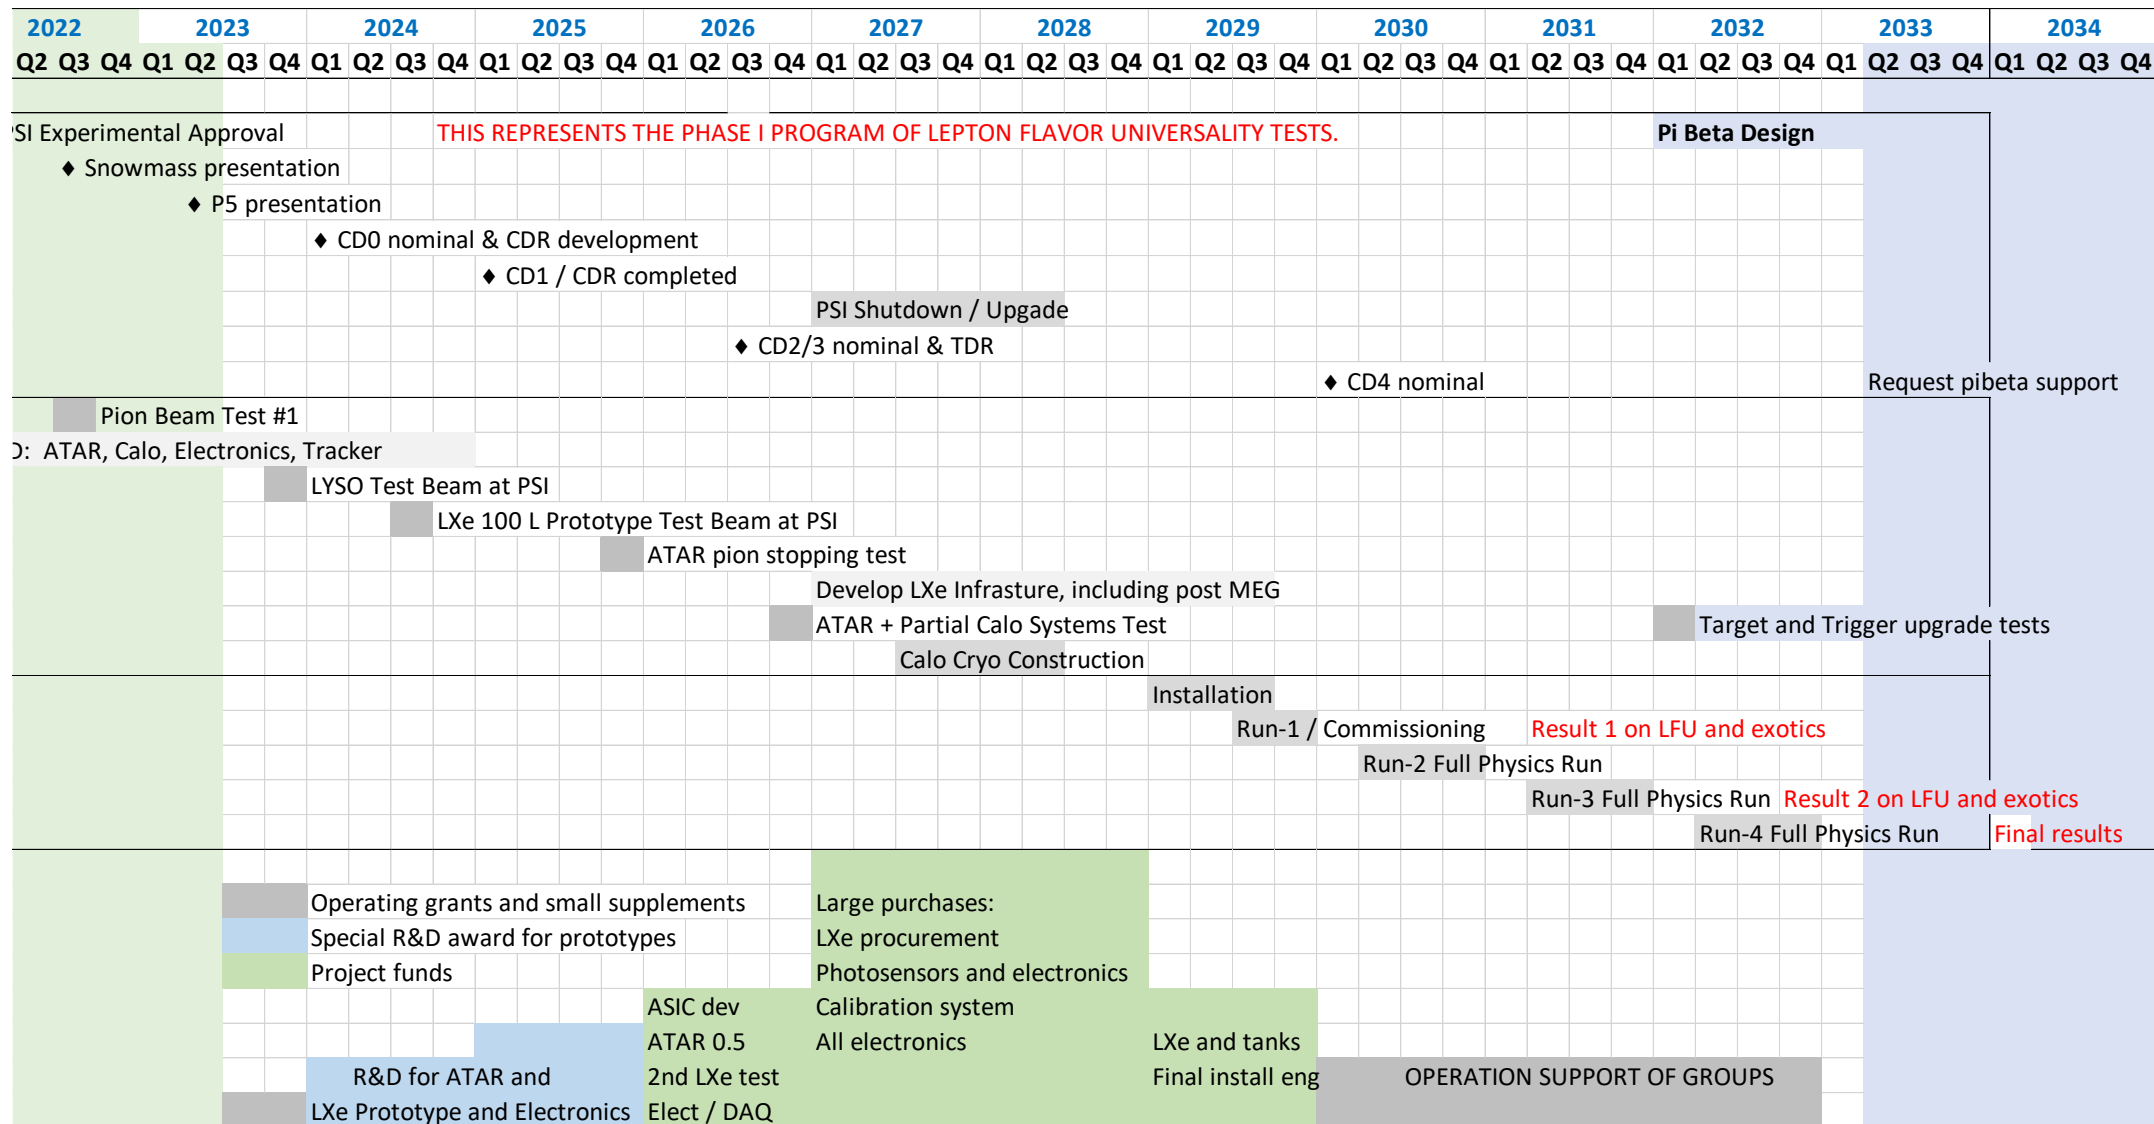 2022 2023 2024 2025 2026 2027 2028 2029 2030 2031 2032 2033 2034
Q2 Q3 Q4 Q1 Q2 Q3 Q4 Q1 Q2 Q3 Q4 Q1 Q2 Q3 Q4 Q1 Q2 Q3 Q4 Q1 Q2 Q3 Q4 Q1 Q2 Q3 Q4 Q1 Q2 Q3 Q4 Q1 Q2 Q3 Q4 Q1 Q2 Q3 Q4 Q1 Q2 Q3 Q4 Q1 Q2 Q3 Q4 Q1 Q2 Q3 Q4
PSI Experimental Approval THIS REPRESENTS THE PHASE I PROGRAM OF LEPTON FLAVOR UNIVERSALITY TESTS. Pi Beta Design
♦ Snowmass presentation
♦ P5 presentation
♦ CD0 nominal & CDR development
♦ CD1 / CDR completed
PSI Shutdown / Upgade
♦ CD2/3 nominal & TDR
♦ CD4 nominal Request pibeta support
Pion Beam Test #1
D: ATAR, Calo, Electronics, Tracker
LYSO Test Beam at PSI
LXe 100 L Prototype Test Beam at PSI
ATAR pion stopping test
Develop LXe Infrasture, including post MEG
ATAR + Partial Calo Systems Test Target and Trigger upgrade tests
Calo Cryo Construction
Installation
Run-1 / Commissioning Result 1 on LFU and exotics
Run-2 Full Physics Run
Run-3 Full Physics Run Result 2 on LFU and exotics
Run-4 Full Physics Run Final results
Operating grants and small supplements Large purchases:
Special R&D award for prototypes LXe procurement
Project funds Photosensors and electronics
ASIC dev Calibration system
ATAR 0.5 All electronics LXe and tanks
R&D for ATAR and 2nd LXe test Final install eng OPERATION SUPPORT OF GROUPS
LXe Prototype and Electronics Elect / DAQ